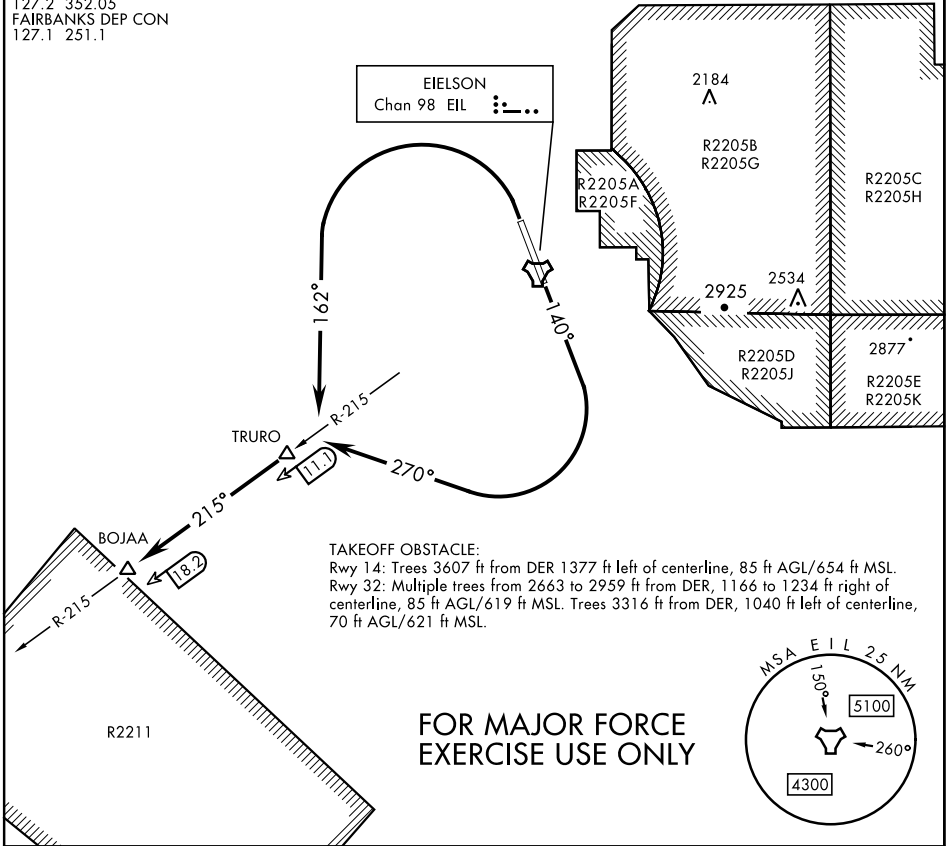 127.2 352.05
FAIRBANKS DEP CON
127.1 251.1
EIELSON
Chan 98 EIL
2184
R2205B
R2205G
R2205A
R2205F
R2205C
R2205H
162°
140°
2925
2534
R2205D
R2205J
2877
R2205E
R2205K
R-215
TRURO
11.1
270°
215°
BOJAA
18.2
R-215
R2211
TAKEOFF OBSTACLE:
Rwy 14: Trees 3607 ft from DER 1377 ft left of centerline, 85 ft AGL/654 ft MSL.
Rwy 32: Multiple trees from 2663 to 2959 ft from DER, 1166 to 1234 ft right of
centerline, 85 ft AGL/619 ft MSL. Trees 3316 ft from DER, 1040 ft left of centerline,
70 ft AGL/621 ft MSL.
FOR MAJOR FORCE
EXERCISE USE ONLY
MSA EIL 25 NM
150°
5100
260°
4300